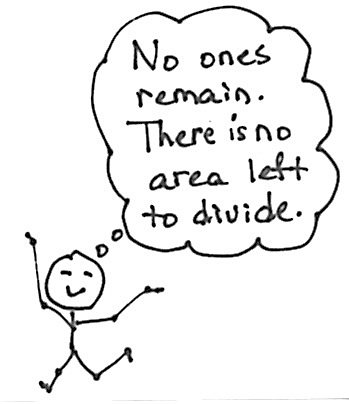 No ones
remain.
There is no
area left
to divide.